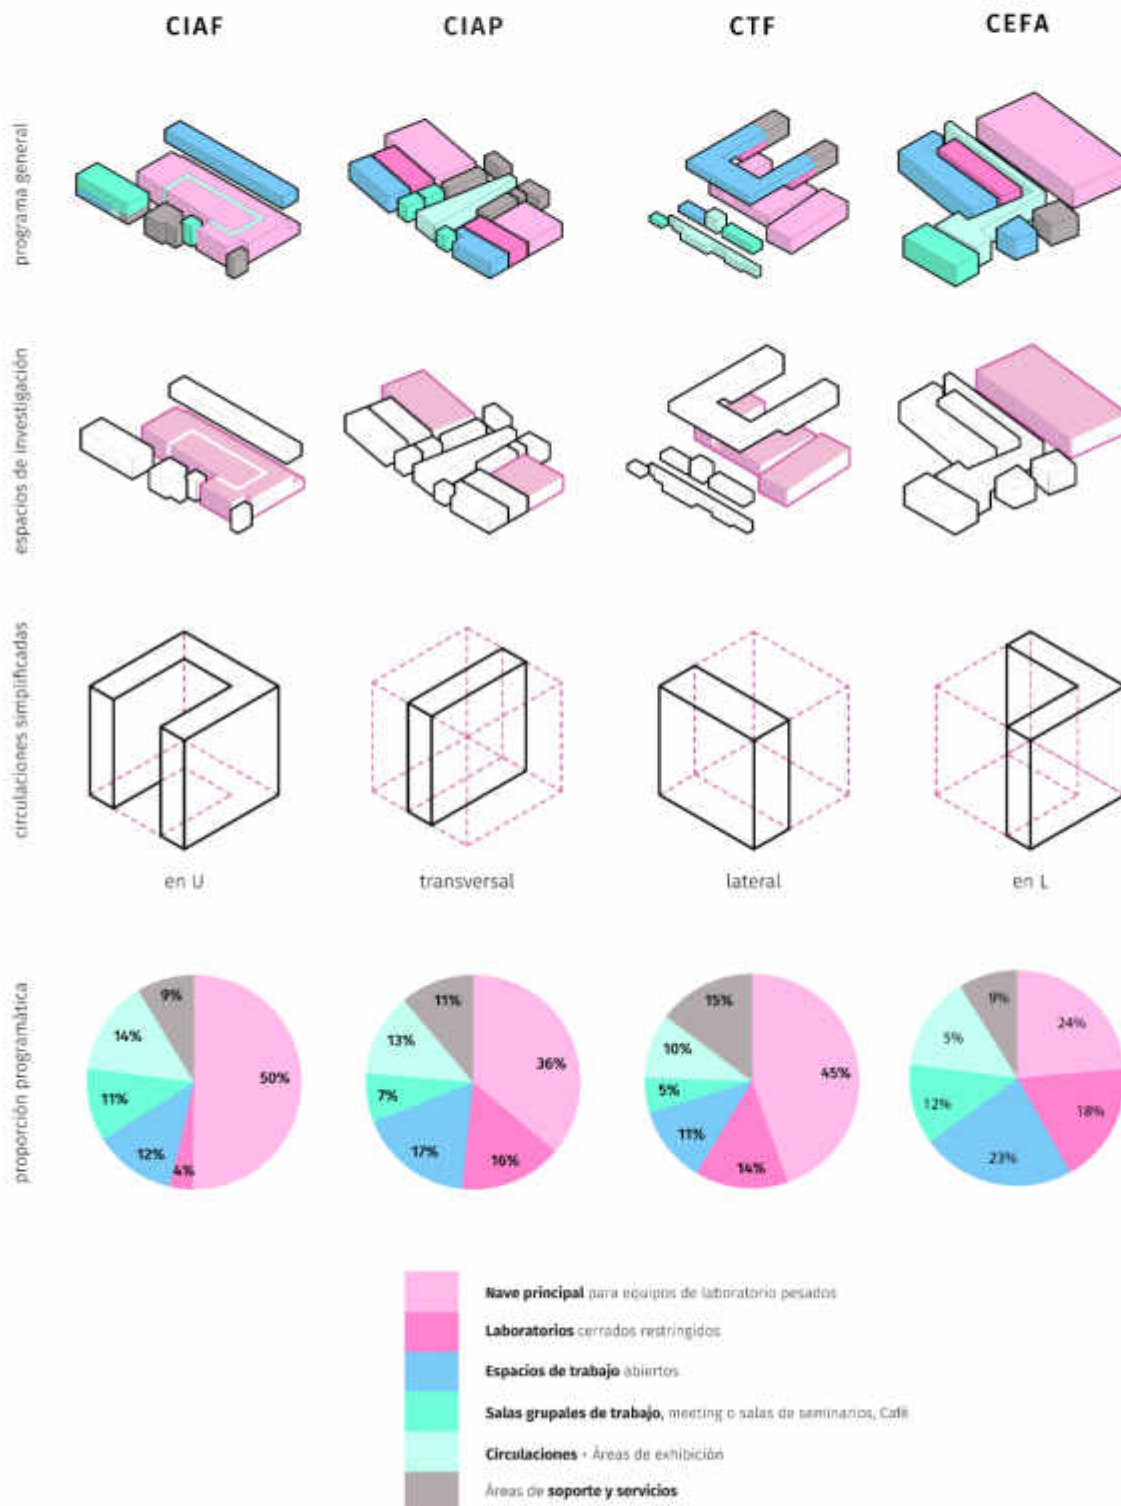 CIAF CIAP CTF CEFA
programa general
espacios de investigación
circulaciones simplificadas
en U transversal lateral en L
proporción programática
9% 14% 11% 12% 4% 50%
11% 13% 7% 17% 16% 36%
15% 10% 5% 11% 14% 45%
9% 5% 12% 23% 18% 24%
Nave principal para equipos de laboratorio pesados
Laboratorios cerrados restringidos
Espacios de trabajo abiertos
Salas grupales de trabajo, meeting o salas de seminarios, Café
Circulaciones + Áreas de exhibición
Áreas de soporte y servicios